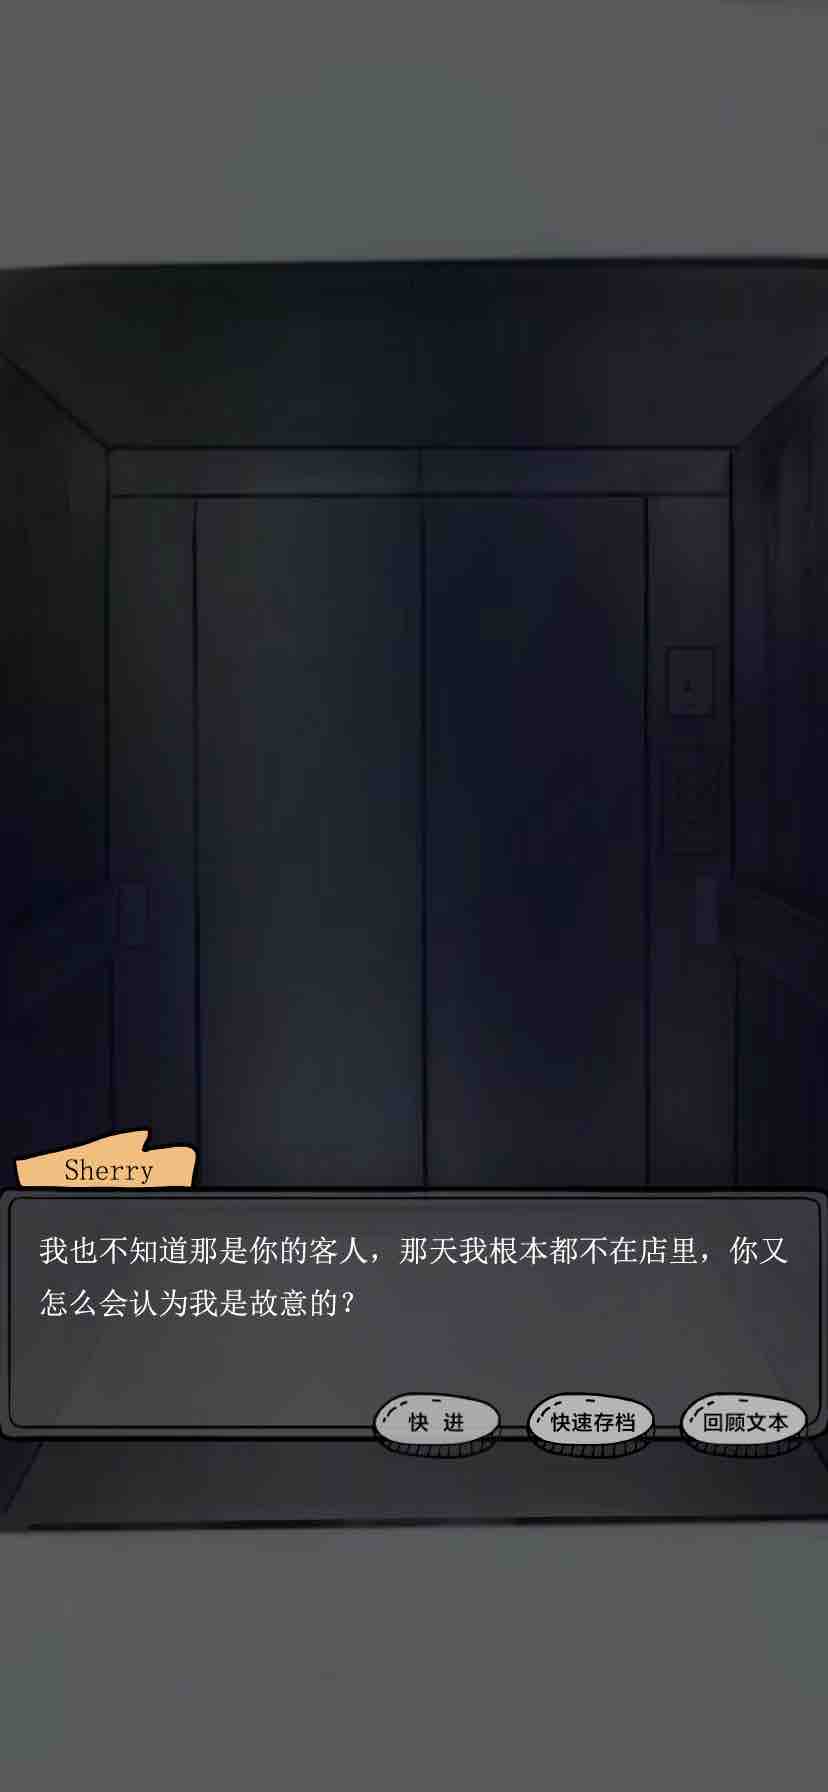 Sherry
我也不知道那是你的客人，那天我根本都不在店里，你又
怎么会认为我是故意的？
快 进
快速存档
回顾文本